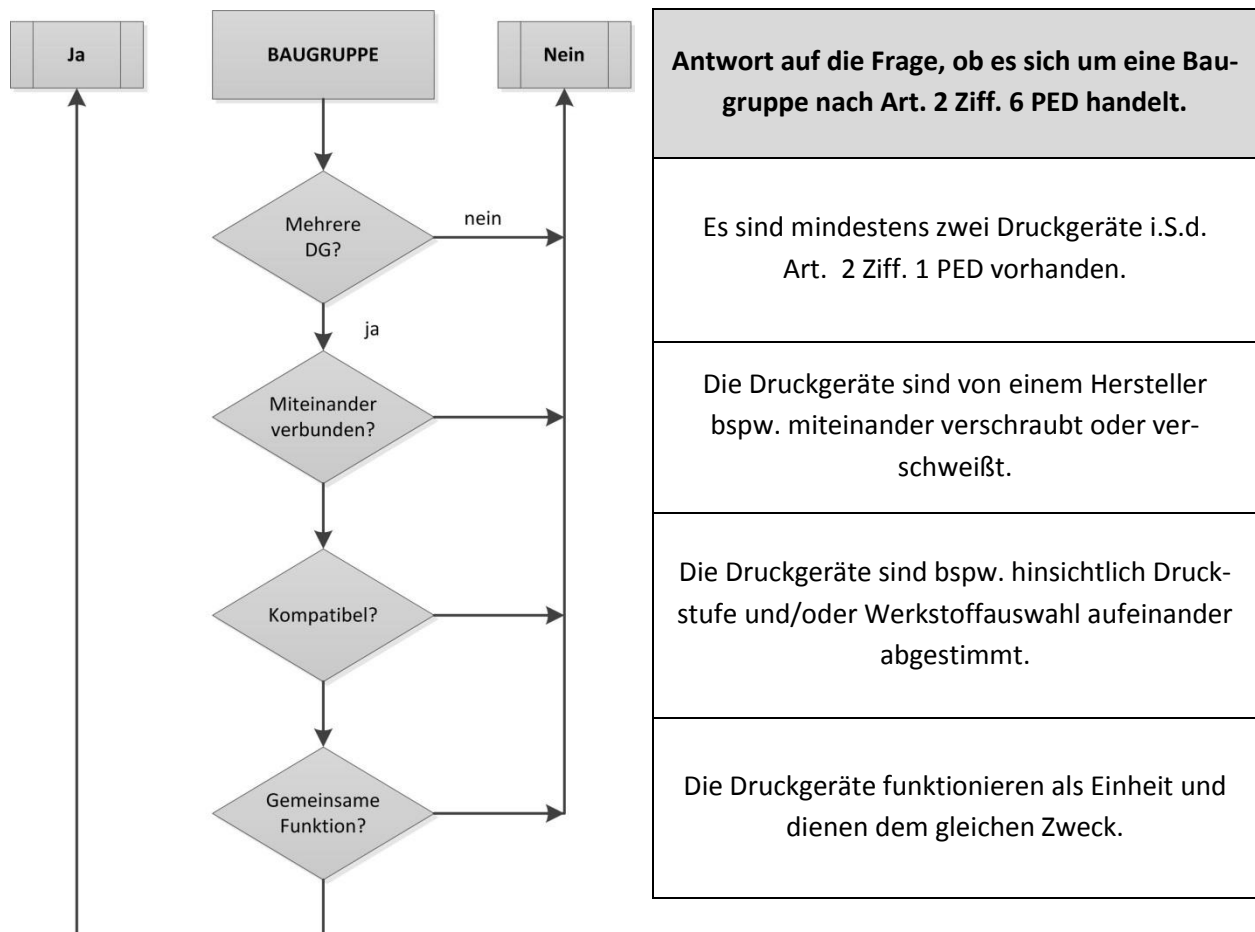 Ja
BAUGRUPPE
Nein
Mehrere
DG?
nein
ja
Miteinander
verbunden?
Kompatibel?
Gemeinsame
Funktion?
Antwort auf die Frage, ob es sich um eine Bau-
gruppe nach Art. 2 Ziff. 6 PED handelt.
Es sind mindestens zwei Druckgeräte i.S.d.
Art. 2 Ziff. 1 PED vorhanden.
Die Druckgeräte sind von einem Hersteller
bspw. miteinander verschraubt oder ver-
schweißt.
Die Druckgeräte sind bspw. hinsichtlich Druck-
stufe und/oder Werkstoffauswahl aufeinander
abgestimmt.
Die Druckgeräte funktionieren als Einheit und
dienen dem gleichen Zweck.